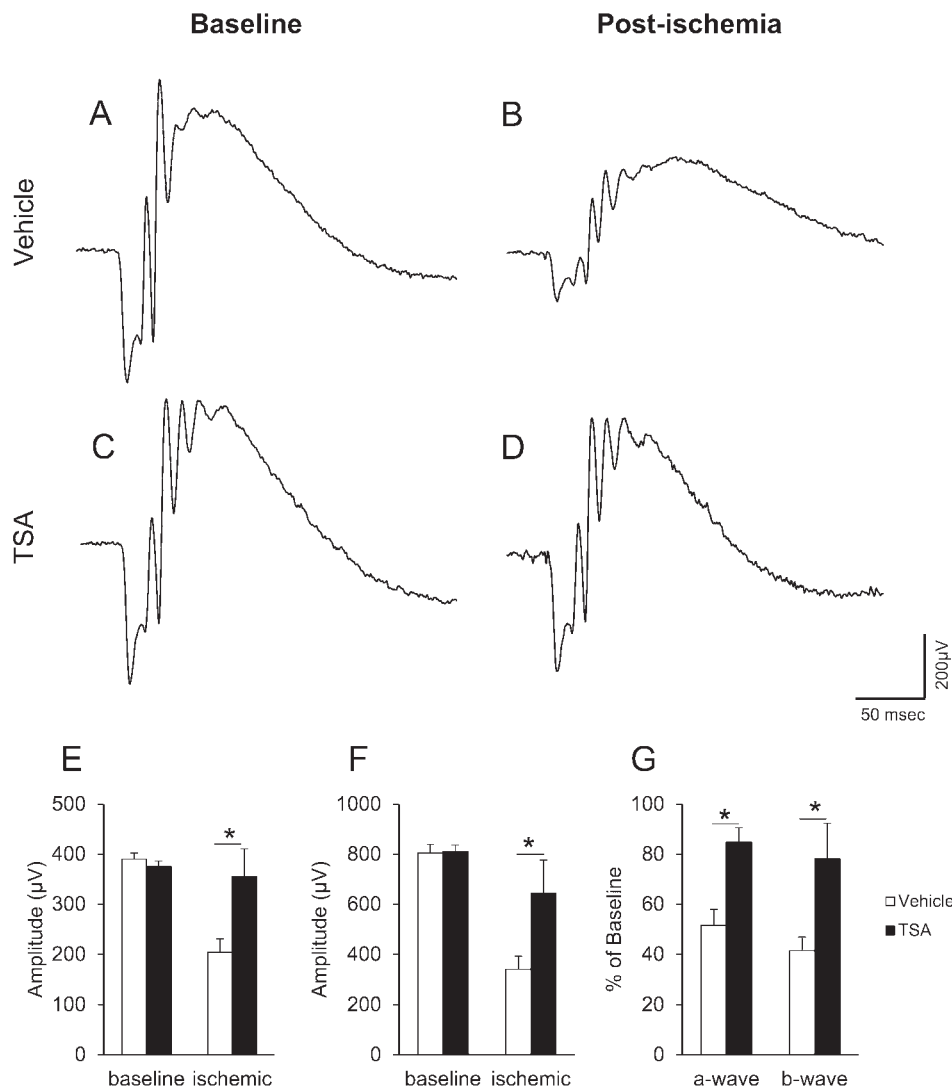 Baseline Post-ischemia
A B
Vehicle
C D
TSA
200µV
50 msec
E F G
500
400
300
200
100
0
Amplitude (µV)
*
baseline ischemic
1000
800
600
400
200
0
Amplitude (µV)
*
baseline ischemic
100
80
60
40
20
0
% of Baseline
* *
a-wave b-wave
Vehicle
TSA